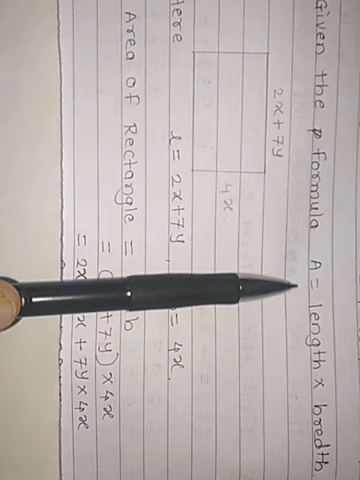 Given the formula A = length × bredth
2x + 7y
4x.
Here l = 2x + 7y, = 4x.
Area of Rectangle = b
= ( + 7y) × 4x
= 2x x + 7y × 4x